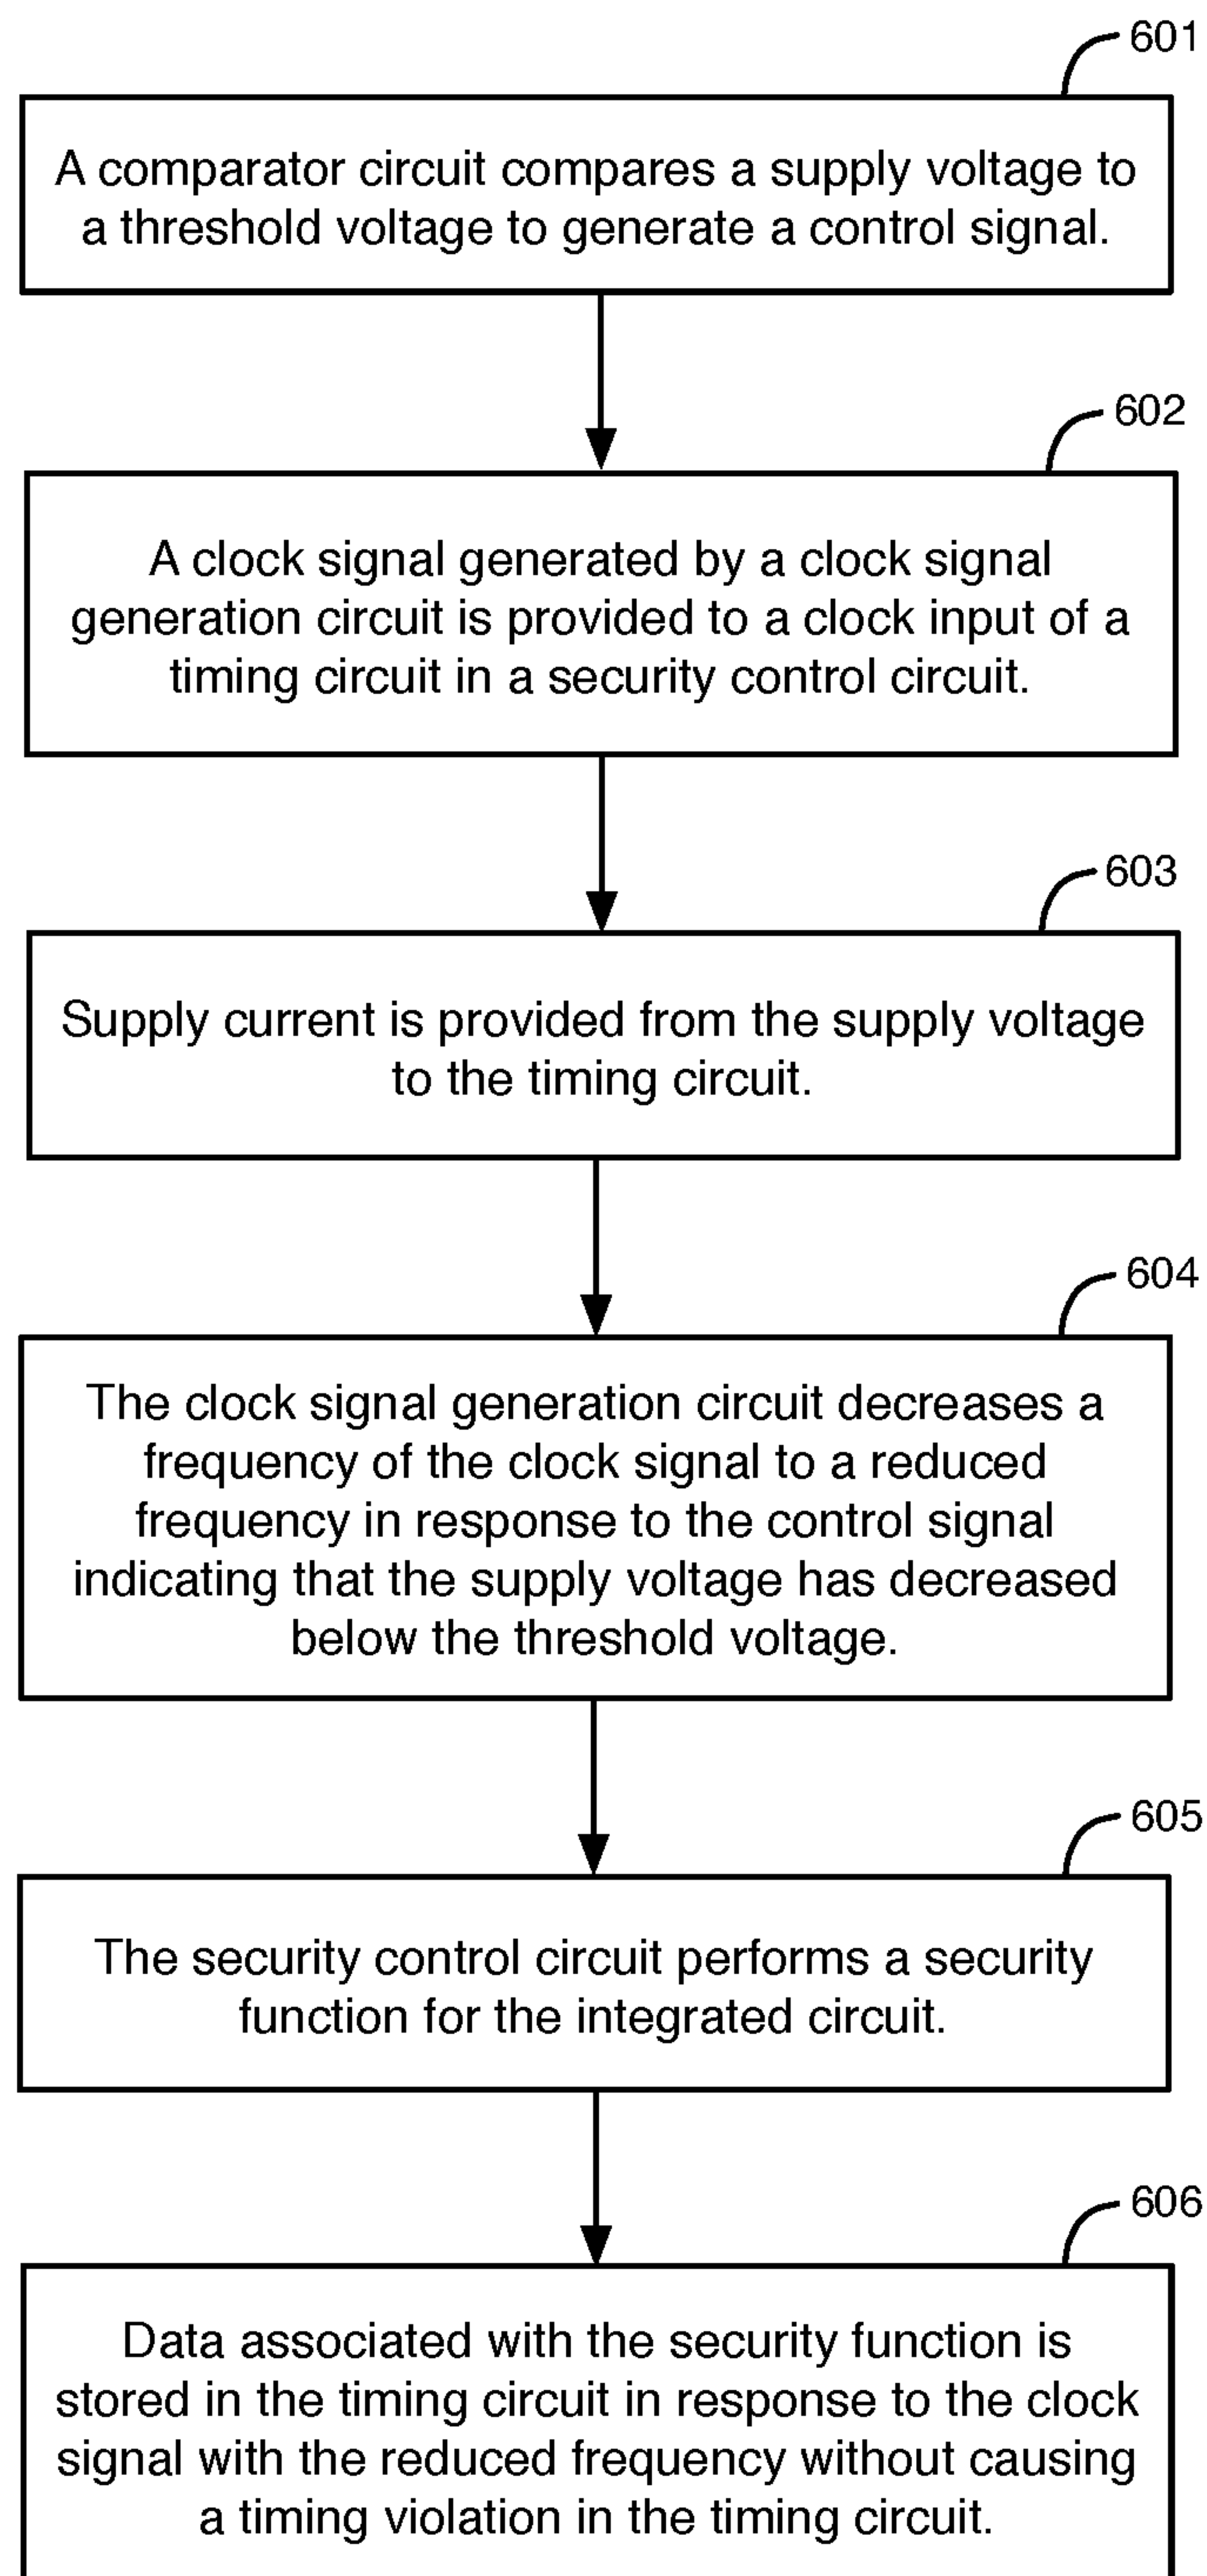 601
A comparator circuit compares a supply voltage to
a threshold voltage to generate a control signal.
602
A clock signal generated by a clock signal
generation circuit is provided to a clock input of a
timing circuit in a security control circuit.
603
Supply current is provided from the supply voltage
to the timing circuit.
604
The clock signal generation circuit decreases a
frequency of the clock signal to a reduced
frequency in response to the control signal
indicating that the supply voltage has decreased
below the threshold voltage.
605
The security control circuit performs a security
function for the integrated circuit.
606
Data associated with the security function is
stored in the timing circuit in response to the clock
signal with the reduced frequency without causing
a timing violation in the timing circuit.